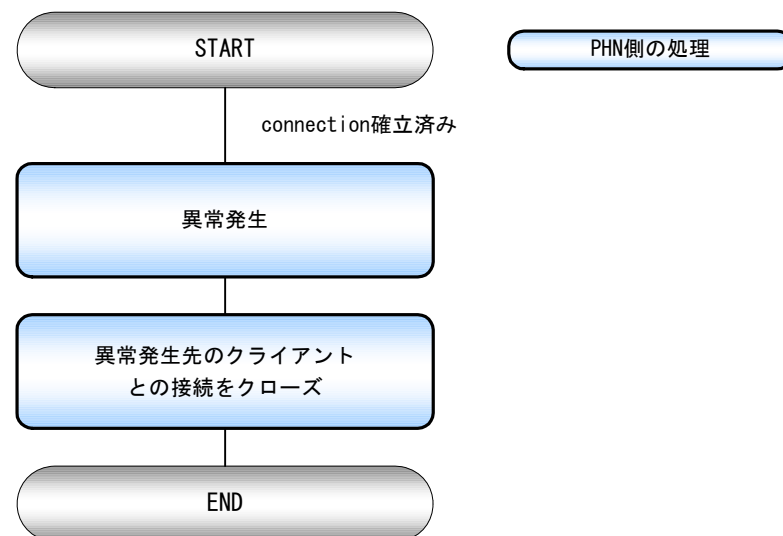 START
PHN側の処理
connection確立済み
異常発生
異常発生先のクライアント
との接続をクローズ
END